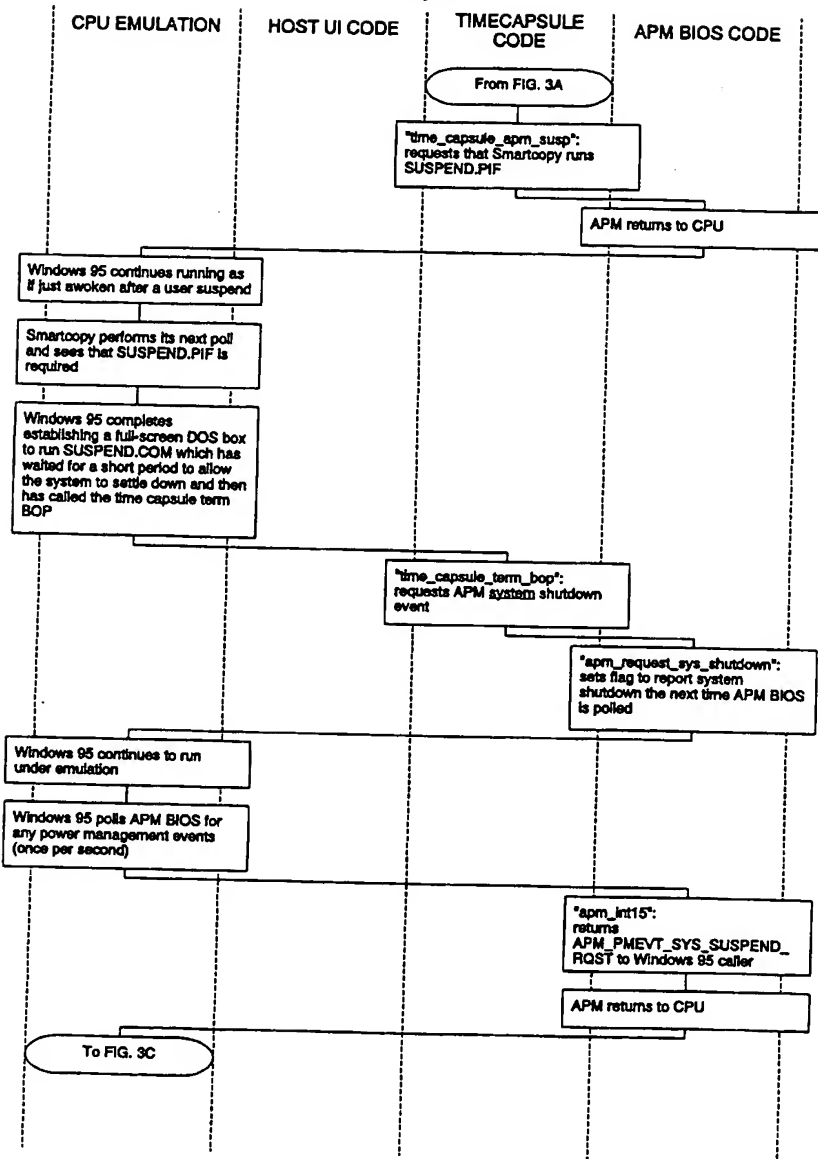 CPU EMULATION
HOST UI CODE
TIMECAPSULE
CODE
APM BIOS CODE
From FIG. 3A
"time_capsule_apm_susp":
requests that Smartcopy runs
SUSPEND.PIF
APM returns to CPU
Windows 95 continues running as
if just awoken after a user suspend
Smartcopy performs its next poll
and sees that SUSPEND.PIF is
required
Windows 95 completes
establishing a full-screen DOS box
to run SUSPEND.COM which has
waited for a short period to allow
the system to settle down and then
has called the time capsule term
BOP
"time_capsule_term_bop":
requests APM system shutdown
event
"apm_request_sys_shutdown":
sets flag to report system
shutdown the next time APM BIOS
is polled
Windows 95 continues to run
under emulation
Windows 95 polls APM BIOS for
any power management events
(once per second)
"apm_int15":
returns
APM_PMEVT_SYS_SUSPEND_
RQST to Windows 95 caller
APM returns to CPU
To FIG. 3C